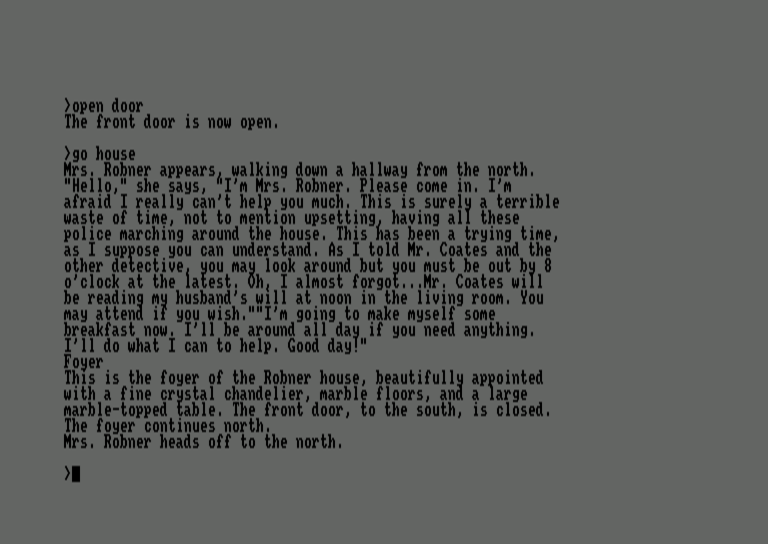 >open door
The front door is now open.
>go house
Mrs. Robner appears, walking down a hallway from the north.
"Hello," she says, "I'm Mrs. Robner. Please come in. I'm
afraid I really can't help you much. This is surely a terrible
waste of time, not to mention upsetting, having all these
police marching around the house. This has been a trying time,
as I suppose you can understand. As I told Mr. Coates and the
other detective, you may look around but you must be out by 8
o'clock at the latest. Oh, I almost forgot...Mr. Coates will
be reading my husband's will at noon in the living room. You
may attend if you wish.""I'm going to make myself some
breakfast now. I'll be around all day if you need anything.
I'll do what I can to help. Good day!"
Foyer
This is the foyer of the Robner house, beautifully appointed
with a fine crystal chandelier, marble floors, and a large
marble-topped table. The front door, to the south, is closed.
The foyer continues north.
Mrs. Robner heads off to the north.
>